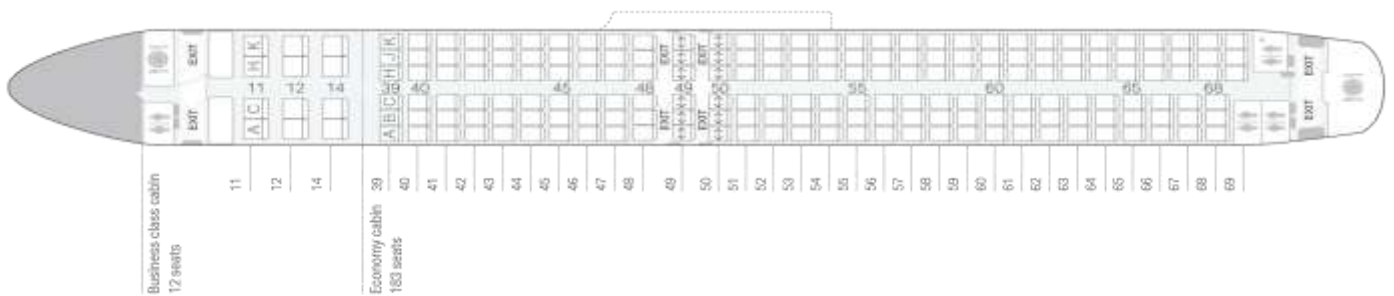 EXIT
EXIT
EXIT
EXIT
EXIT
K
H
K
J
H
11 12 14 39 40 45 48 49 50 55 60 65 68
C
A
C
B
A
EXIT
EXIT
EXIT
EXIT
EXIT
11 12 14 39 40 41 42 43 44 45 46 47 48 49 50 51 52 53 54 55 56 57 58 59 60 61 62 63 64 65 66 67 68 69
Business class cabin
12 seats
Economy cabin
183 seats